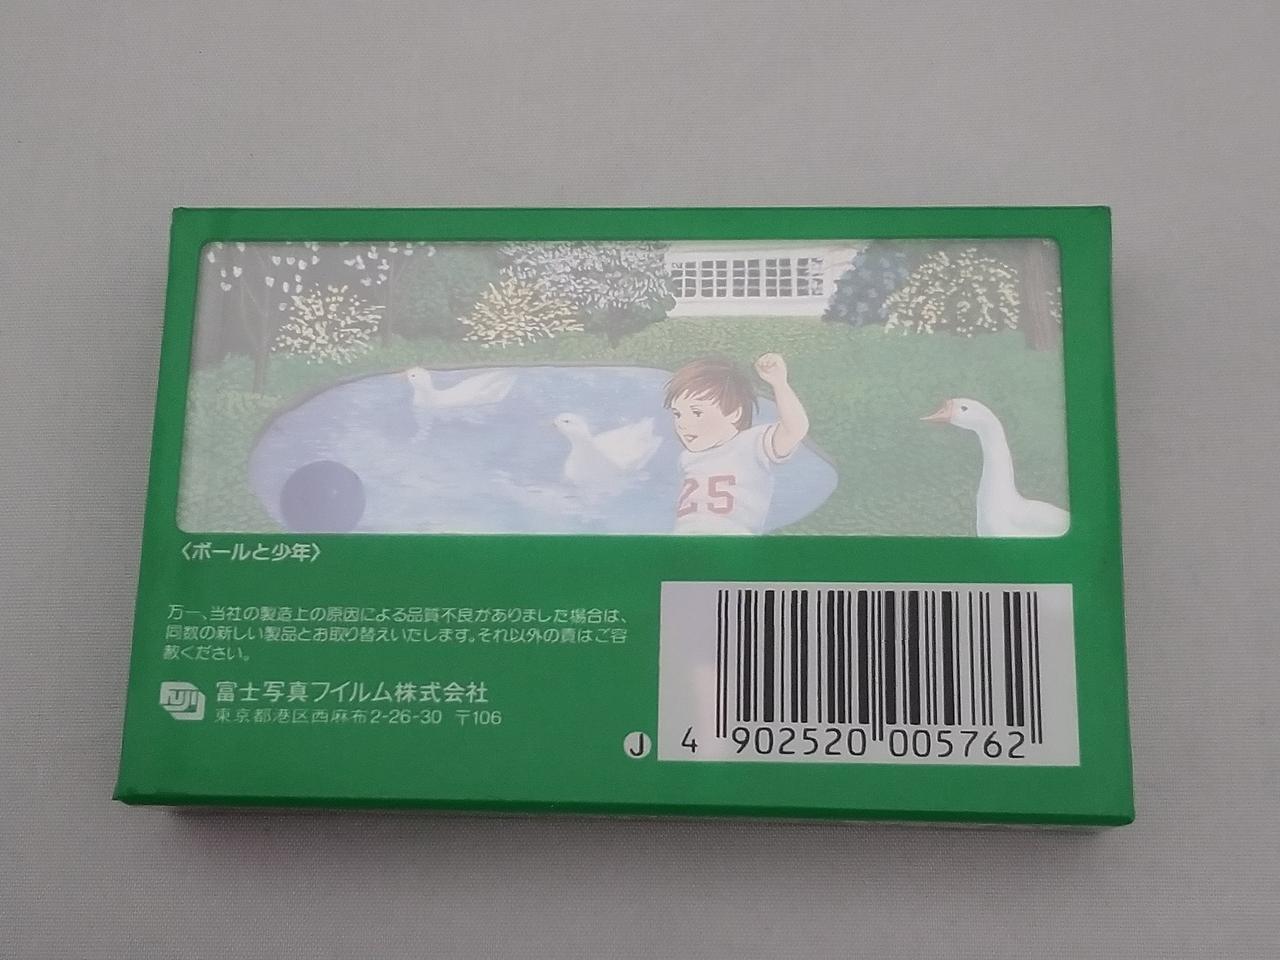 25
〈ボールと少年〉
万一、当社の製造上の原因による品質不良がありました場合は、
同数の新しい製品とお取り替えいたします。それ以外の責はご容
赦ください。
FUJI 富士写真フイルム株式会社
東京都港区西麻布2-26-30 〒106
J 4 902520 005762